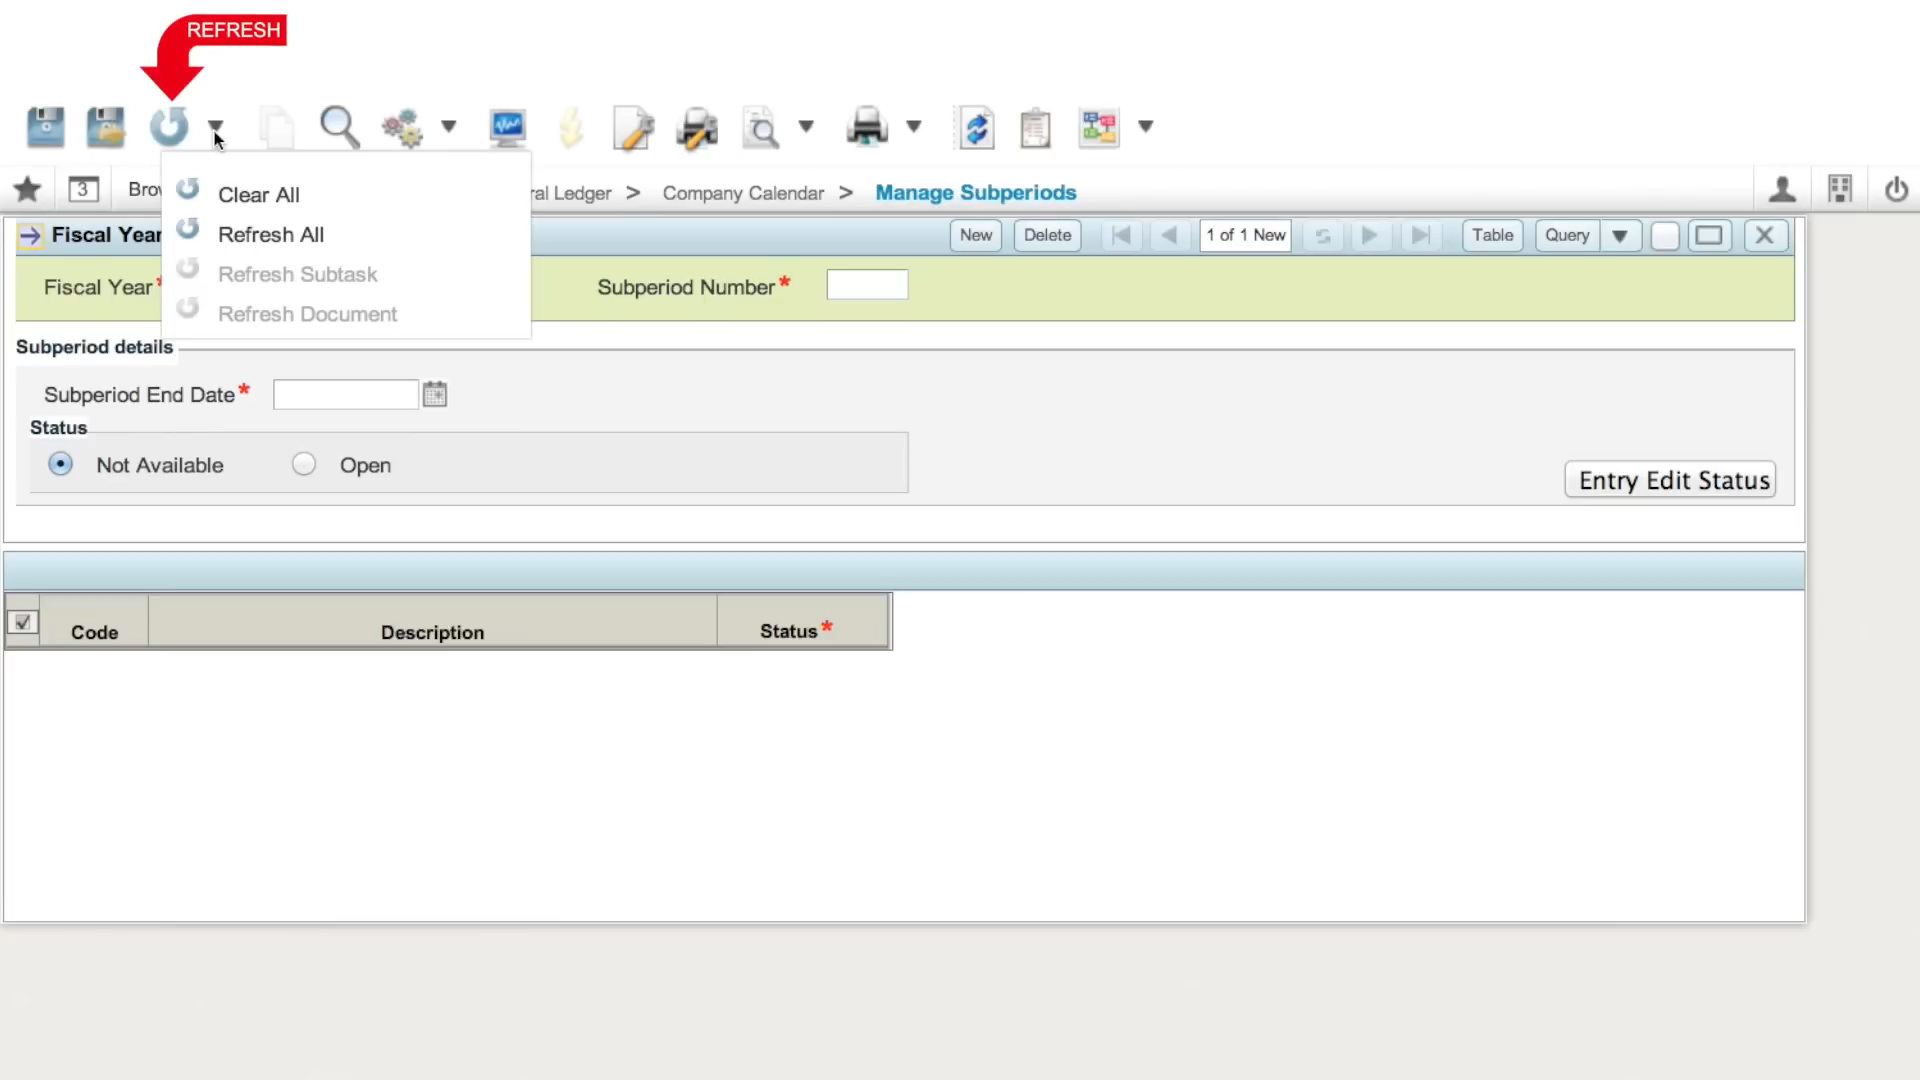 REFRESH
Clear All
Refresh All
Refresh Subtask
Refresh Document
3 Brov ral Ledger > Company Calendar > Manage Subperiods
Fiscal Year New Delete 1 of 1 New Table Query
Fiscal Year* Subperiod Number*
Subperiod details
Subperiod End Date*
Status
Not Available Open
Entry Edit Status
Code Description Status*